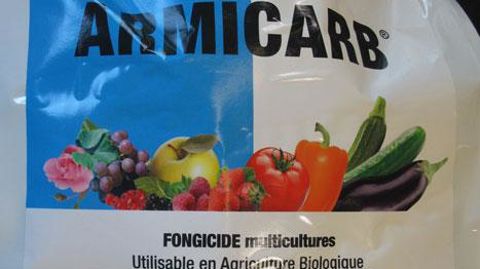 ARMICARB®
FONGICIDE multicultures
Utilisable en Agriculture Biologique